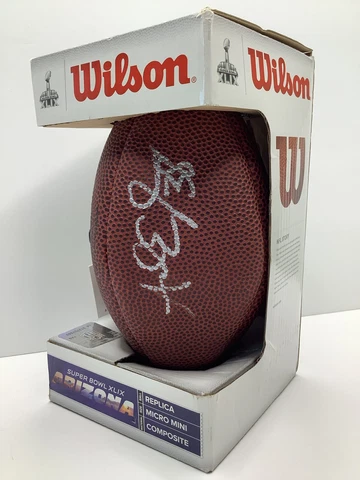 Wilson®
Wilson
W
SUPER BOWL XLIX
ARIZONA
REPLICA
MICRO MINI
COMPOSITE